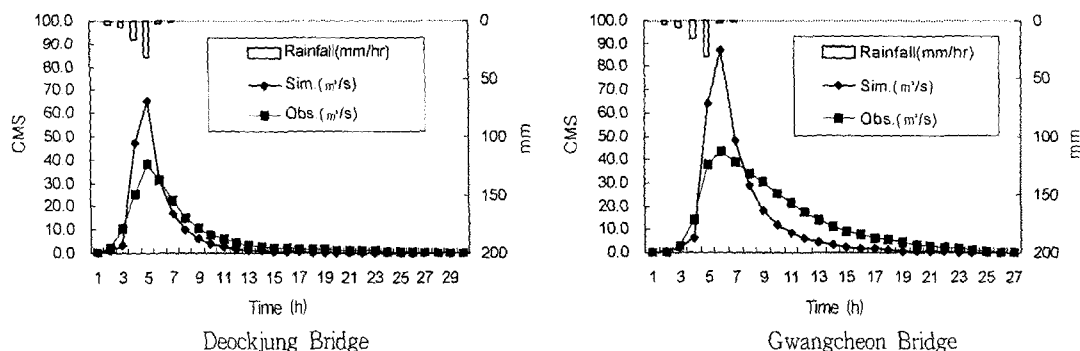 100.0
90.0
80.0
70.0
60.0
50.0
40.0
30.0
20.0
10.0
0.0
CMS
Rainfall(mm/hr)
Sim.(m³/s)
Obs.(m³/s)
0
50
100
150
200
mm
1 3 5 7 9 11 13 15 17 19 21 23 25 27 29
Time (h)
Deockjung Bridge
100.0
90.0
80.0
70.0
60.0
50.0
40.0
30.0
20.0
10.0
0.0
CMS
Rainfall(mm/hr)
Sim.(m³/s)
Obs.(m³/s)
0
50
100
150
200
mm
1 3 5 7 9 11 13 15 17 19 21 23 25 27
Time (h)
Gwangcheon Bridge